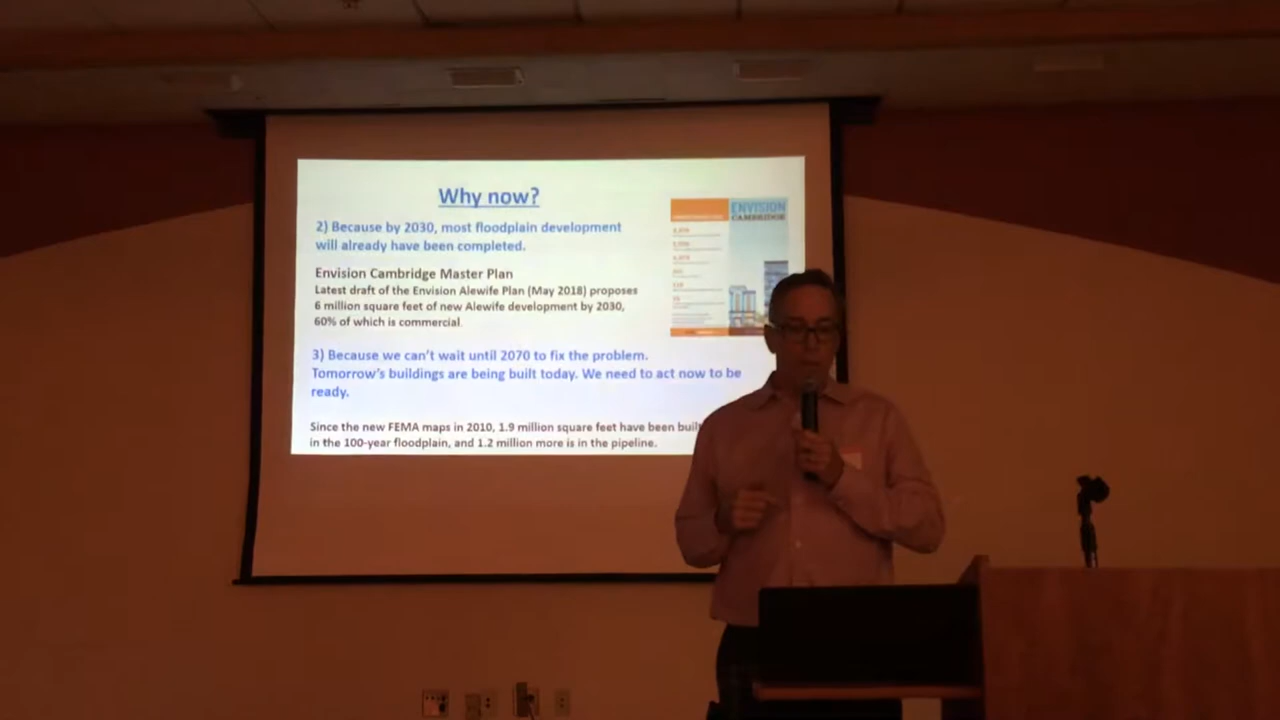 Why now?
2) Because by 2030, most floodplain development
will already have been completed.
Envision Cambridge Master Plan
Latest draft of the Envision Alewife Plan (May 2018) proposes
6 million square feet of new Alewife development by 2030,
60% of which is commercial.
ENVISION
CAMBRIDGE
3) Because we can't wait until 2070 to fix the problem.
Tomorrow's buildings are being built today. We need to act now to be
ready.
Since the new FEMA maps in 2010, 1.9 million square feet have been buil
in the 100-year floodplain, and 1.2 million more is in the pipeline.